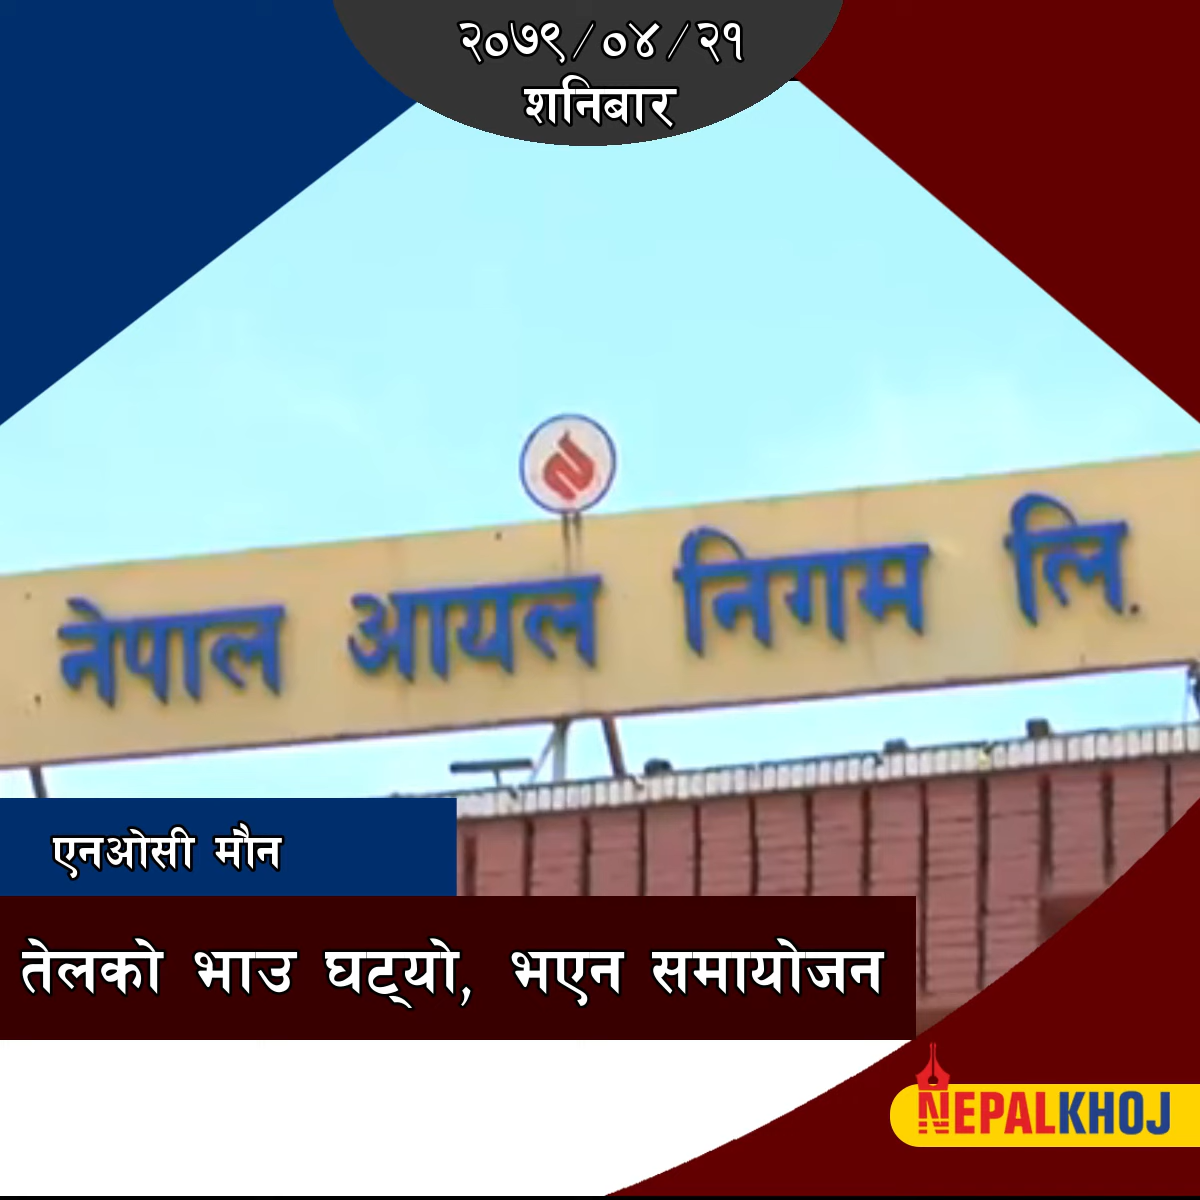 २०७९/०४/२१
शनिबार
नेपाल आयल निगम लि.
एनओसी मौन
तेलको भाउ घट्‌यो, भएन समायोजन
NEPALKHOJ